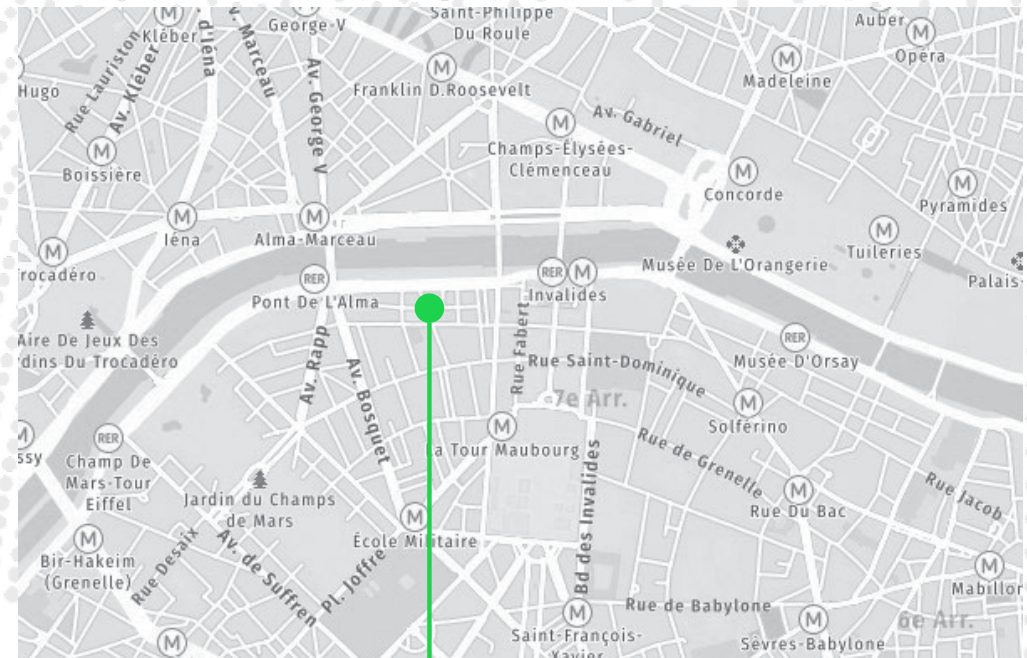 Kléber
George-V
Saint-Philippe
Du Roule
Auber
Opéra
d'Iéna
Av. Marceau
Rue Lauriston
Av. Kléber
Hugo
Av. George V
Franklin D.Roosevelt
Madeleine
Av. Gabriel
Champs-Élysées-
Clémenceau
Boissière
Concorde
Pyramides
Iéna
Alma-Marceau
Tuileries
rocadéro
Musée De L'Orangerie
Palais-
RER
Pont De L'Alma
RER
Invalides
Aire De Jeux Des
dins Du Trocadéro
Av. Rapp
Av. Bosquet
Rue Fabert
Rue Saint-Dominique
RER
Musée D'Orsay
7e Arr.
Solférino
ssy
RER
Champ De
Mars-Tour
Eiffel
La Tour Maubourg
Rue de Grenelle
Bd des Invalides
Jardin du Champs
de Mars
Rue Du Bac
Rue Jacob
École Militaire
Bir-Hakeim
(Grenelle)
Rue Desaix
Av. de Suffren
Pl. Joffre
Mabillon
Rue de Babylone
6e Arr.
Saint-François-
Xavier
Sèvres-Babylone